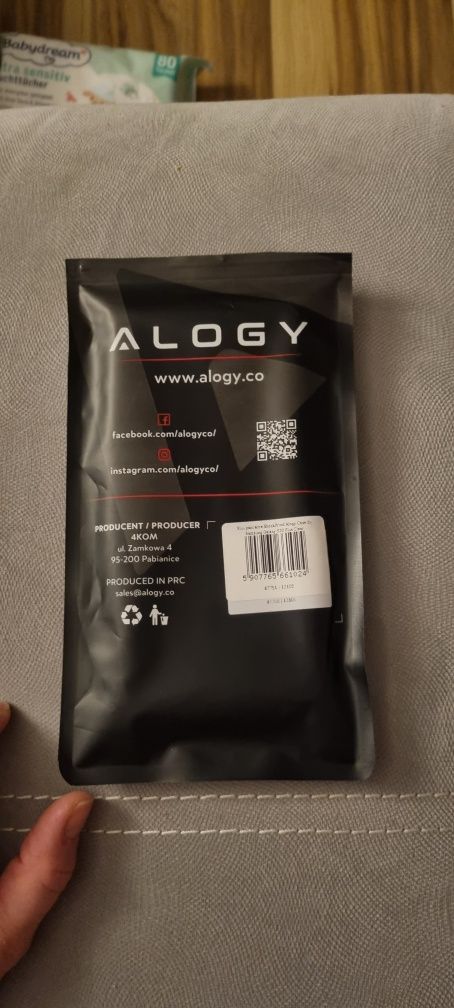 Babydream
sensitiv
80
ALOGY
www.alogy.co
facebook.com/alogyco/
instagram.com/alogyco/
PRODUCENT / PRODUCER
4KOM
ul. Zamkowa 4
95-200 Pabianice
PRODUCED IN PRC
sales@alogy.co
5 907765 661024